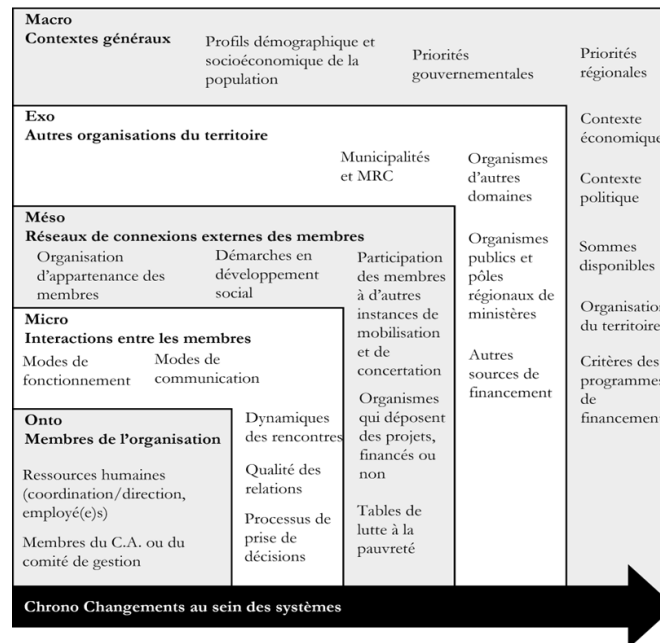 Macro
Contextes généraux
Profils démographique et
socioéconomique de la
population
Priorités
gouvernementales
Priorités
régionales
Contexte
économique
Contexte
politique
Sommes
disponibles
Organisation
du territoire
Critères des
programmes
de
financement
Exo
Autres organisations du territoire
Municipalités
et MRC
Organismes
d'autres
domaines
Organismes
publics et
pôles
régionaux de
ministères
Autres
sources de
financement
Méso
Réseaux de connexions externes des membres
Organisation
d'appartenance des
membres
Démarches en
développement
social
Participation
des membres
à d'autres
instances de
mobilisation
et de
concertation
Organismes
qui déposent
des projets,
financés ou
non
Tables de
lutte à la
pauvreté
Micro
Interactions entre les membres
Modes de
fonctionnement
Modes de
communication
Dynamiques
des rencontres
Qualité des
relations
Processus de
prise de
décisions
Onto
Membres de l'organisation
Ressources humaines
(coordination/direction,
employé(e)s)
Membres du C.A. ou du
comité de gestion
Chrono Changements au sein des systèmes